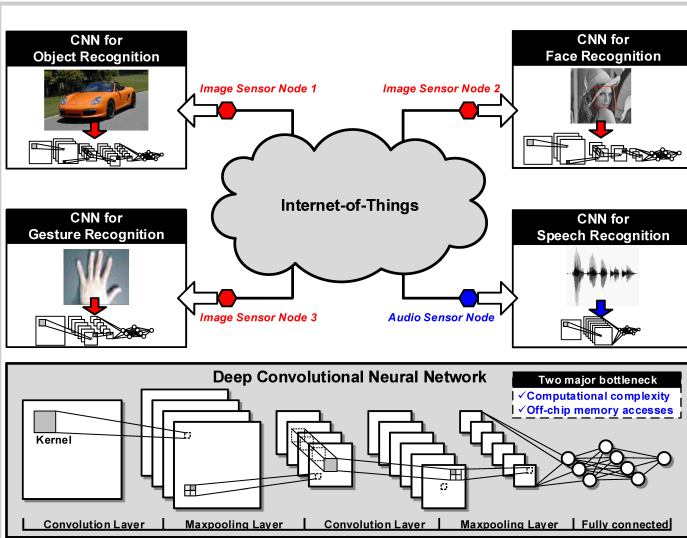 CNN for
Object Recognition
Image Sensor Node 1
Image Sensor Node 2
CNN for
Face Recognition
Internet-of-Things
CNN for
Gesture Recognition
Image Sensor Node 3
Audio Sensor Node
CNN for
Speech Recognition
Deep Convolutional Neural Network
Two major bottleneck
✓Computational complexity
✓Off-chip memory accesses
Kernel
Convolution Layer
Maxpooling Layer
Convolution Layer
Maxpooling Layer
Fully connected